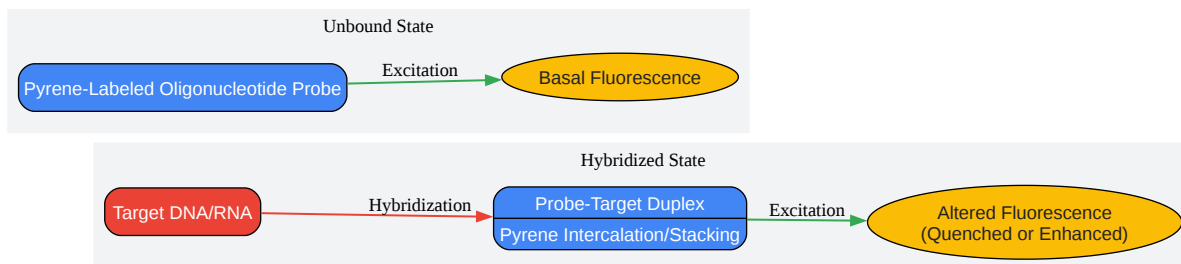 Unbound State
Pyrene-Labeled Oligonucleotide Probe
Excitation
Basal Fluorescence
Hybridized State
Target DNA/RNA
Hybridization
Probe-Target Duplex
Pyrene Intercalation/Stacking
Excitation
Altered Fluorescence
(Quenched or Enhanced)